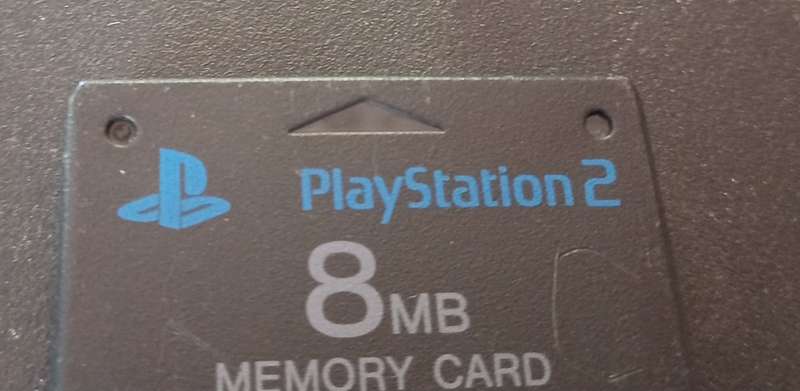 PlayStation 2
8MB
MEMORY CARD